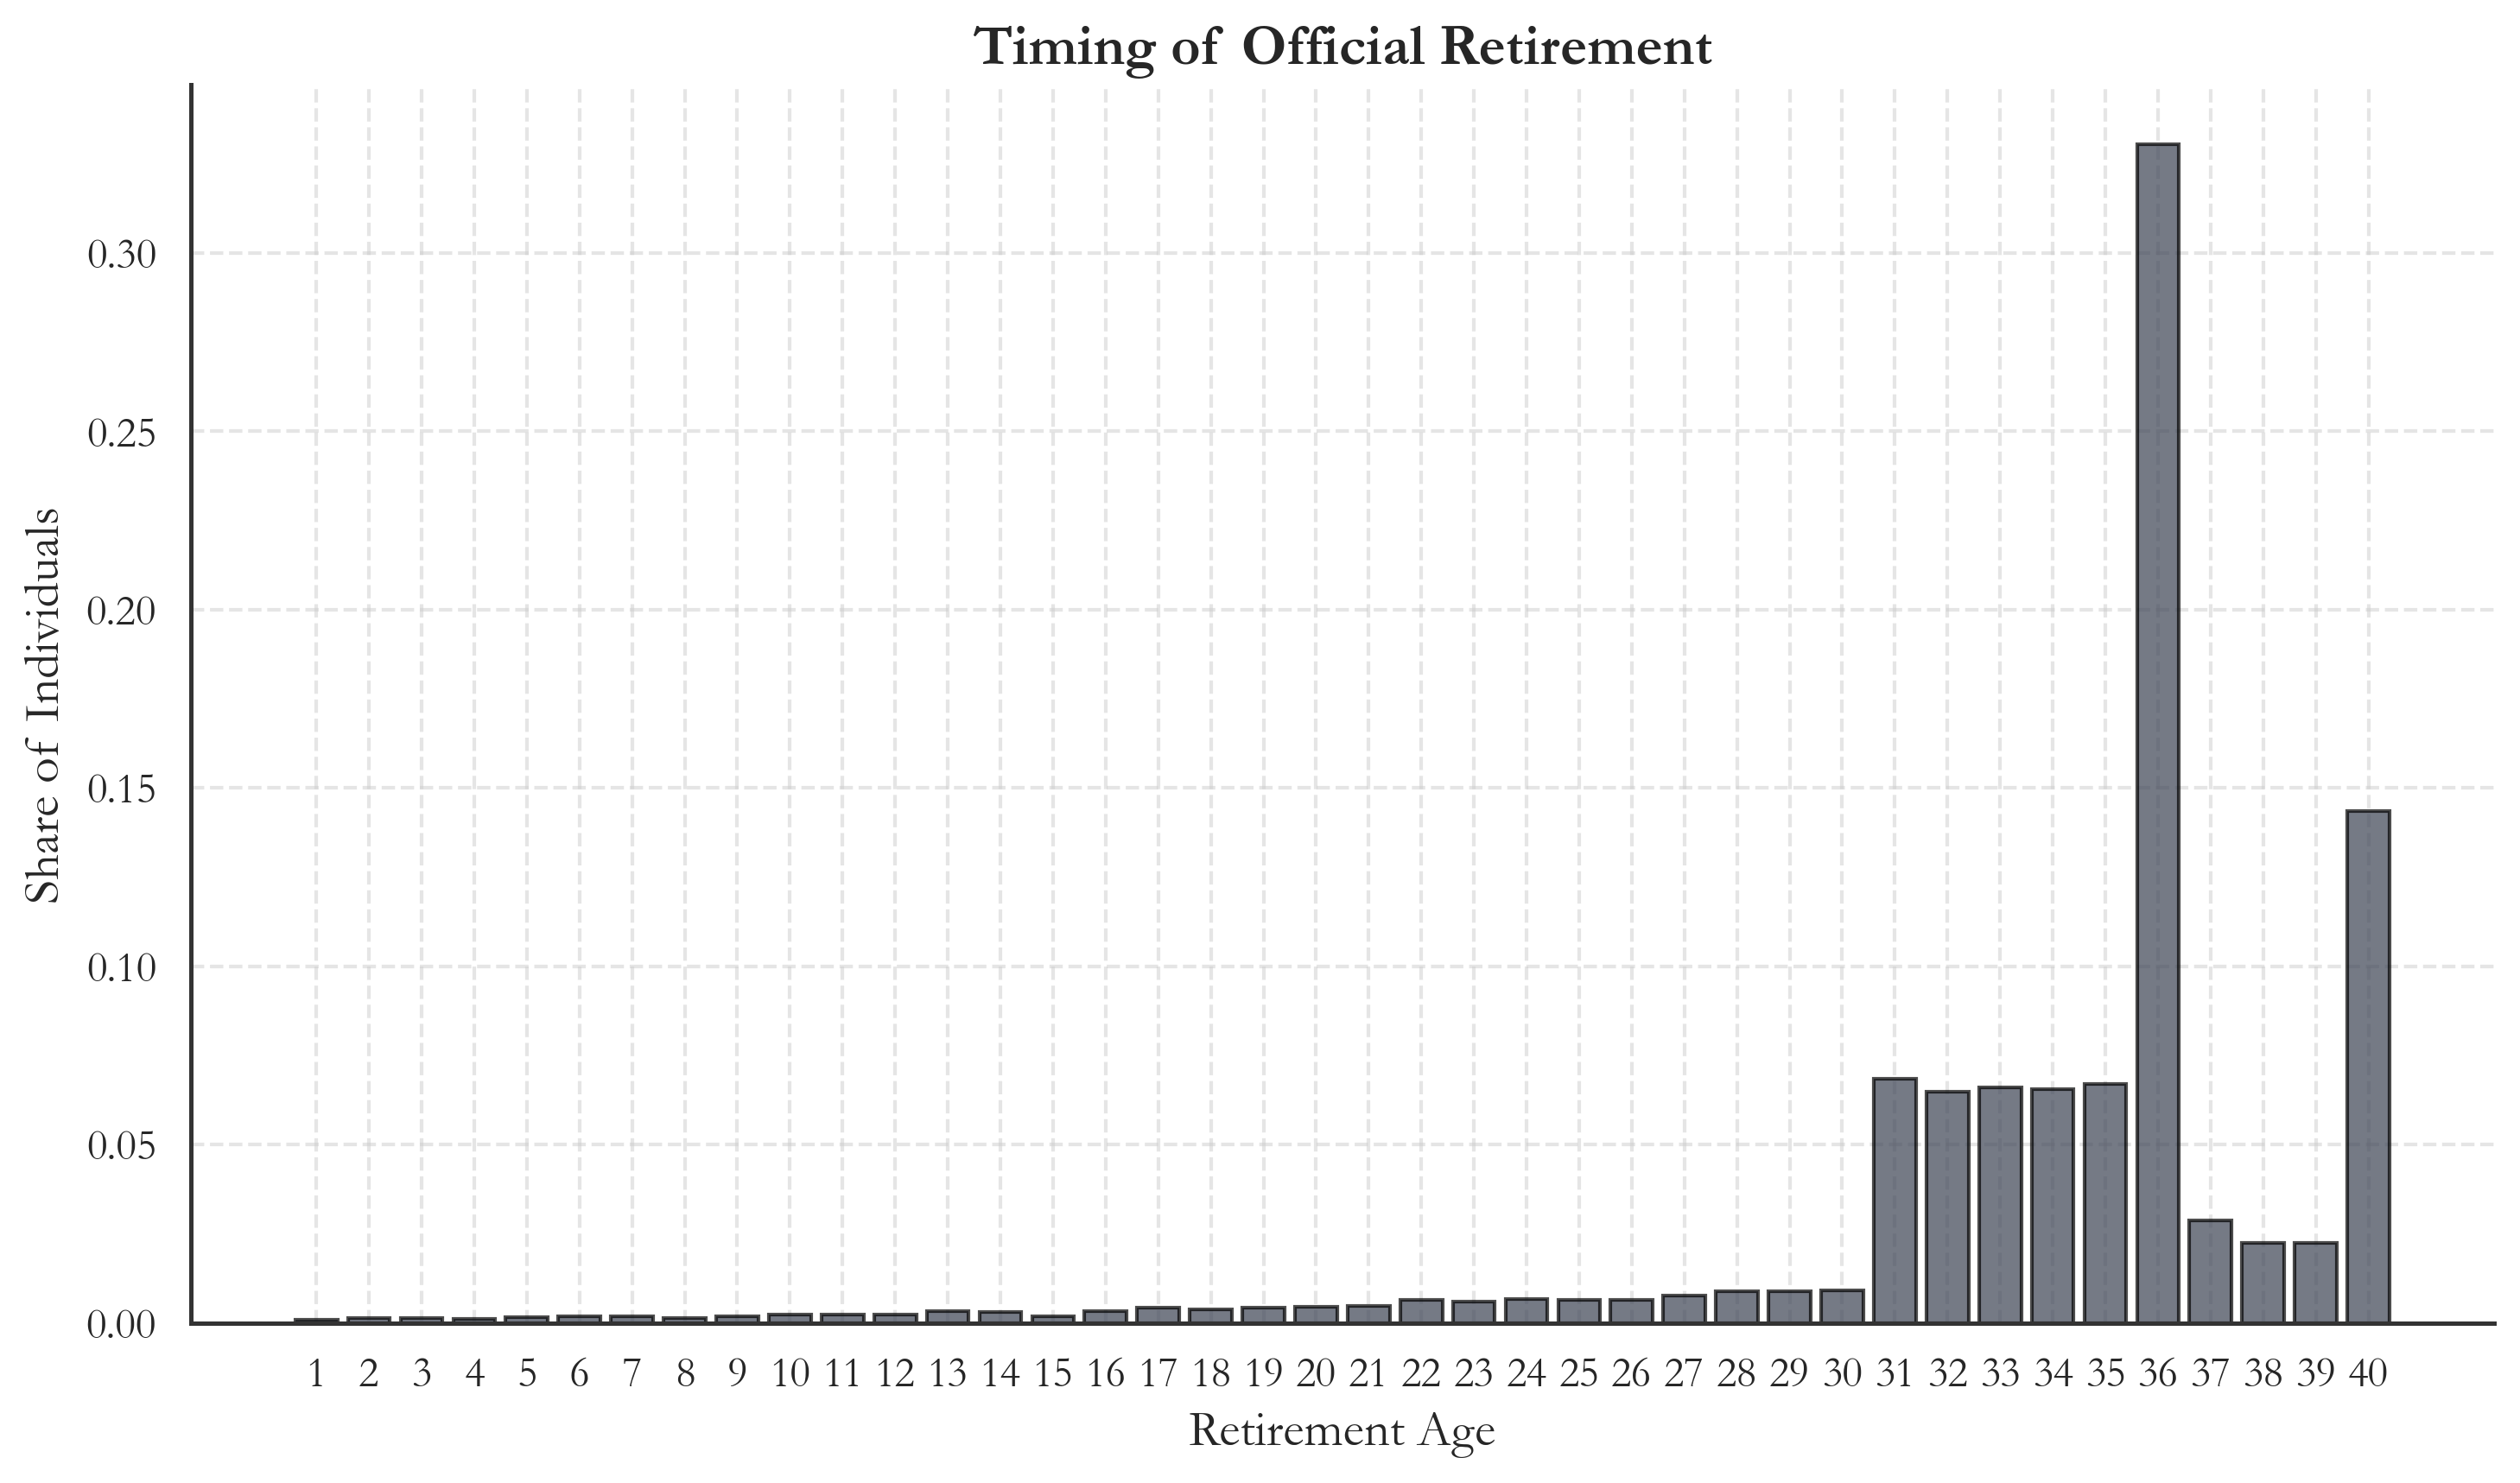 Timing of Official Retirement
Share of Individuals
0.30
0.25
0.20
0.15
0.10
0.05
0.00
1 2 3 4 5 6 7 8 9 10 11 12 13 14 15 16 17 18 19 20 21 22 23 24 25 26 27 28 29 30 31 32 33 34 35 36 37 38 39 40
Retirement Age